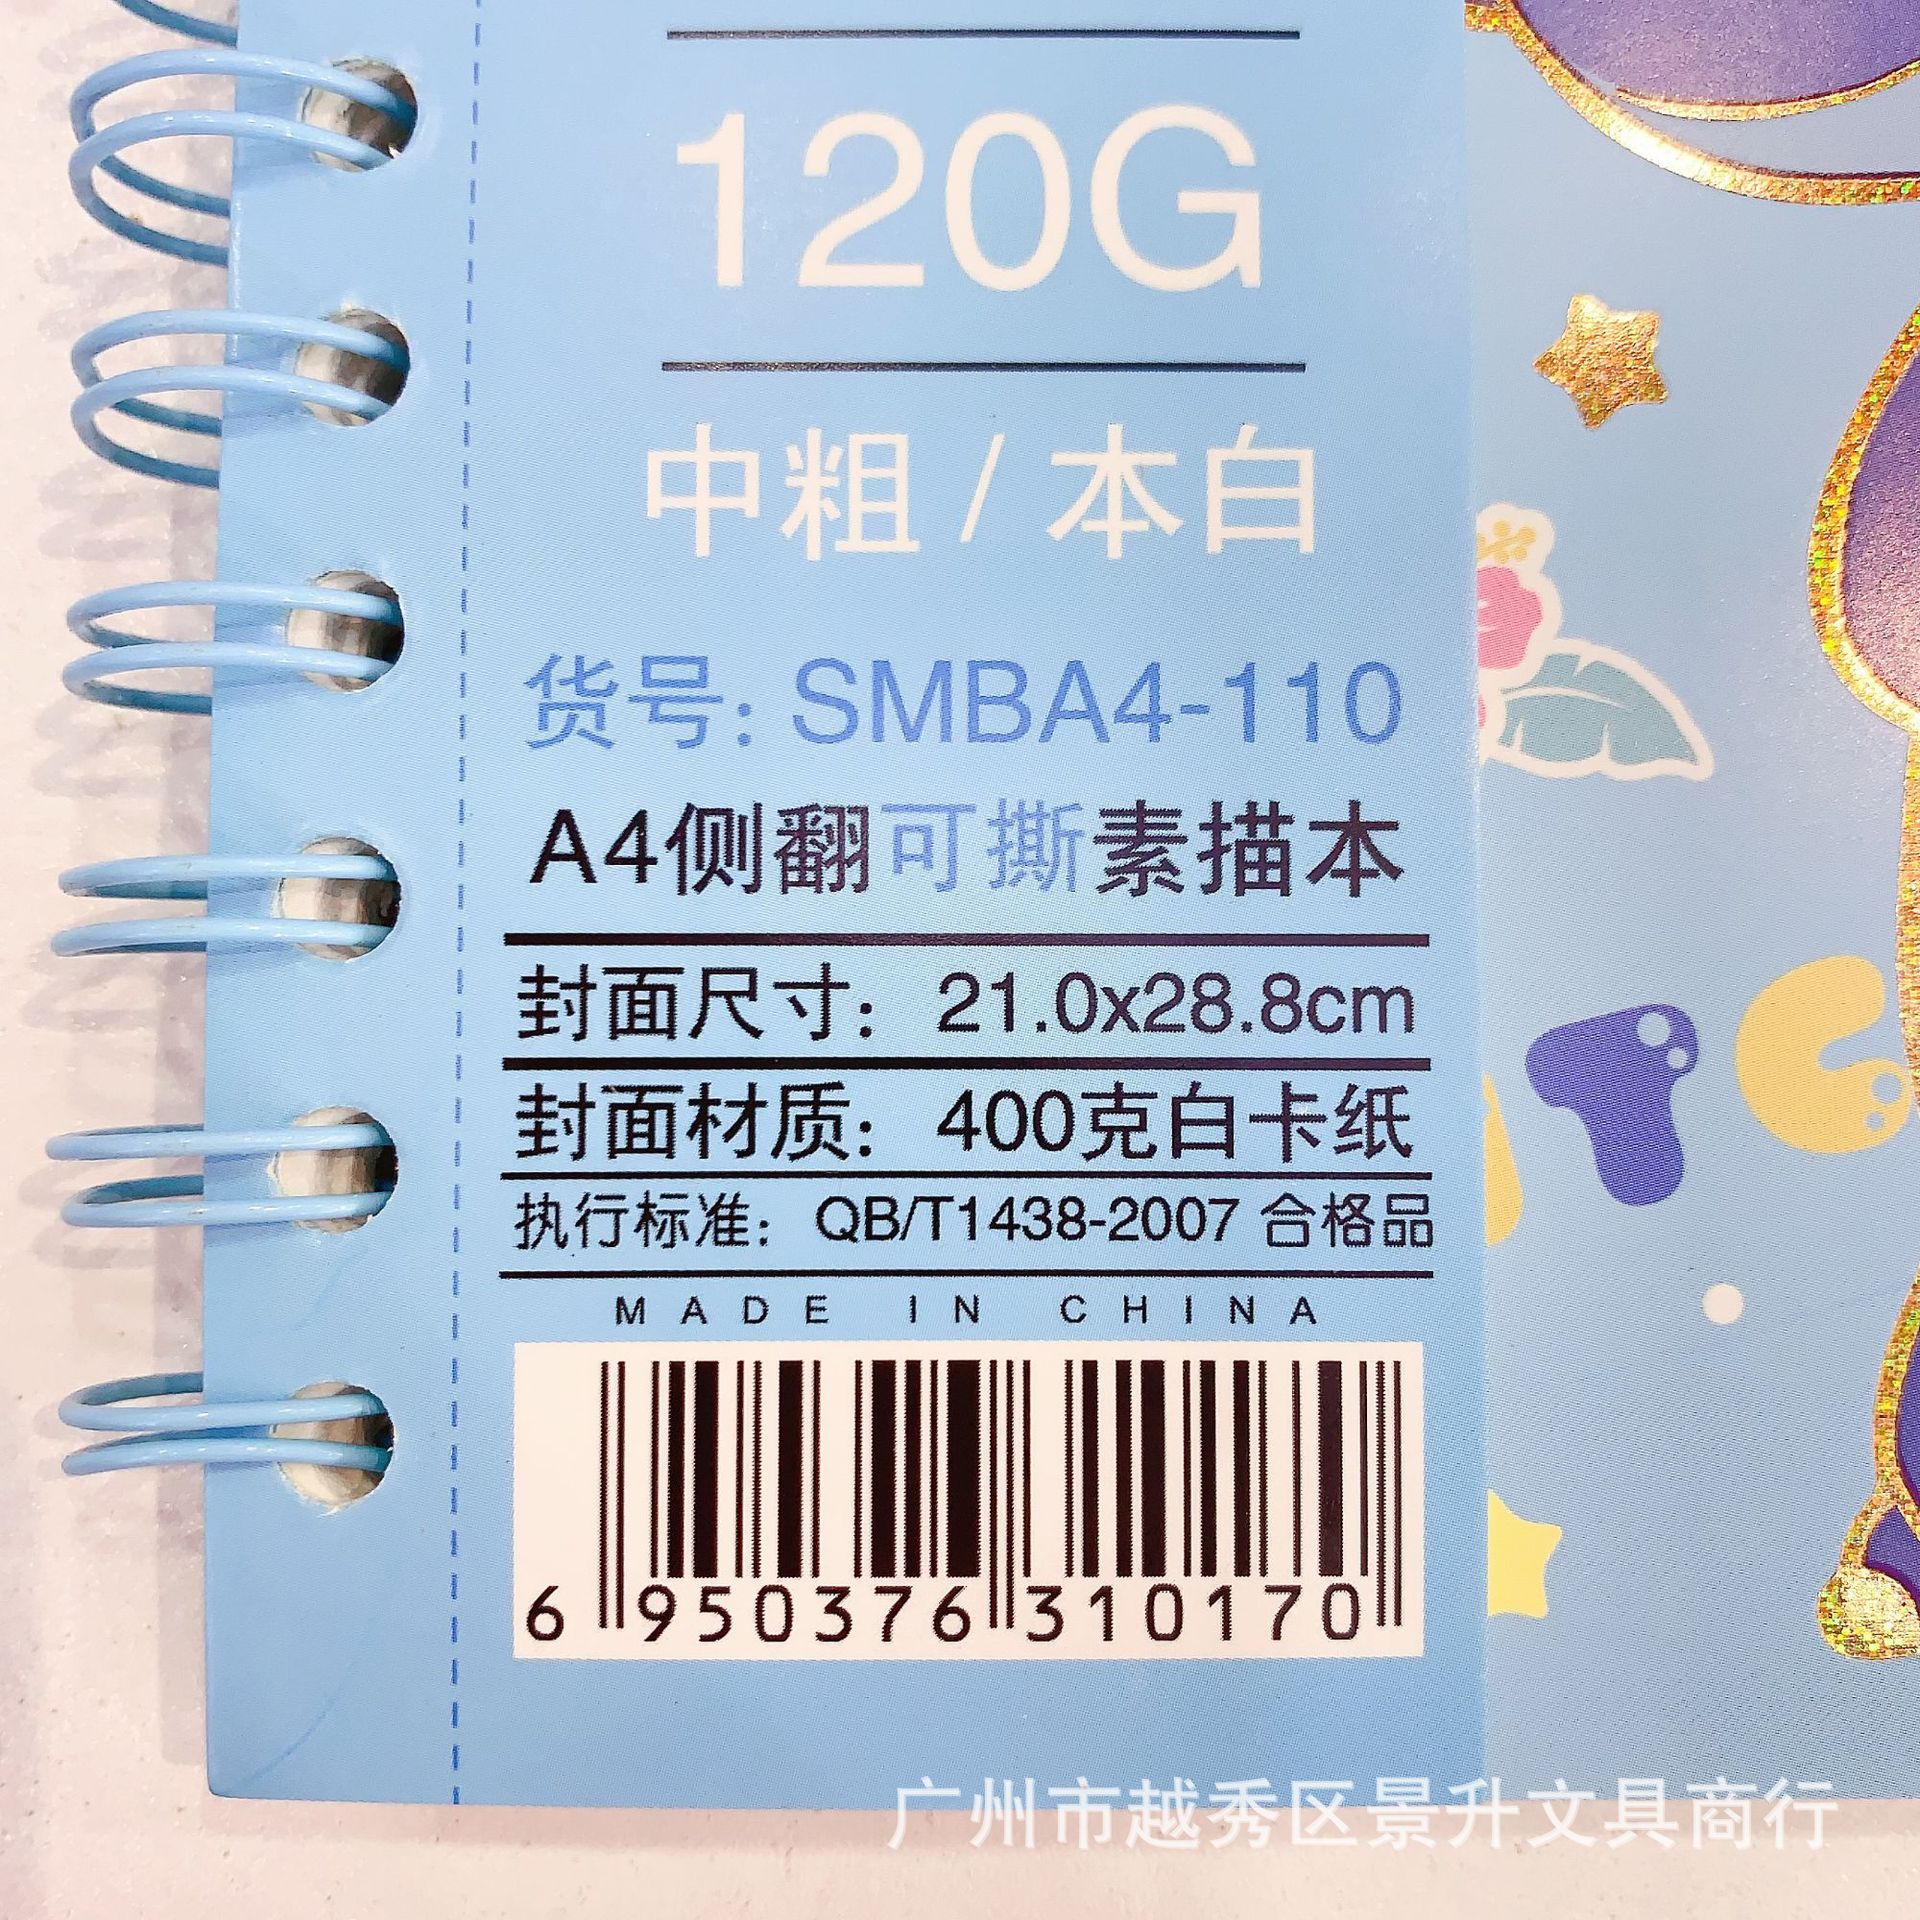 120G
中粗 / 本白
货号: SMBA4-110
A4侧翻可撕素描本
封面尺寸: 21.0x28.8cm
封面材质: 400克白卡纸
执行标准: QB/T1438-2007 合格品
MADE IN CHINA
6 950376 310170
广州市越秀区景升文具商行